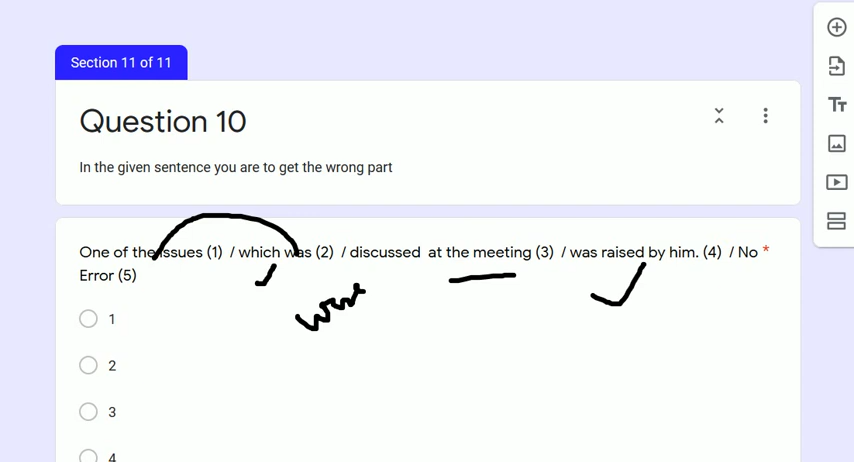 Section 11 of 11
Question 10
In the given sentence you are to get the wrong part
One of the issues (1) / which was (2) / discussed at the meeting (3) / was raised by him. (4) / No *
Error (5)
1
2
3
4
Tт